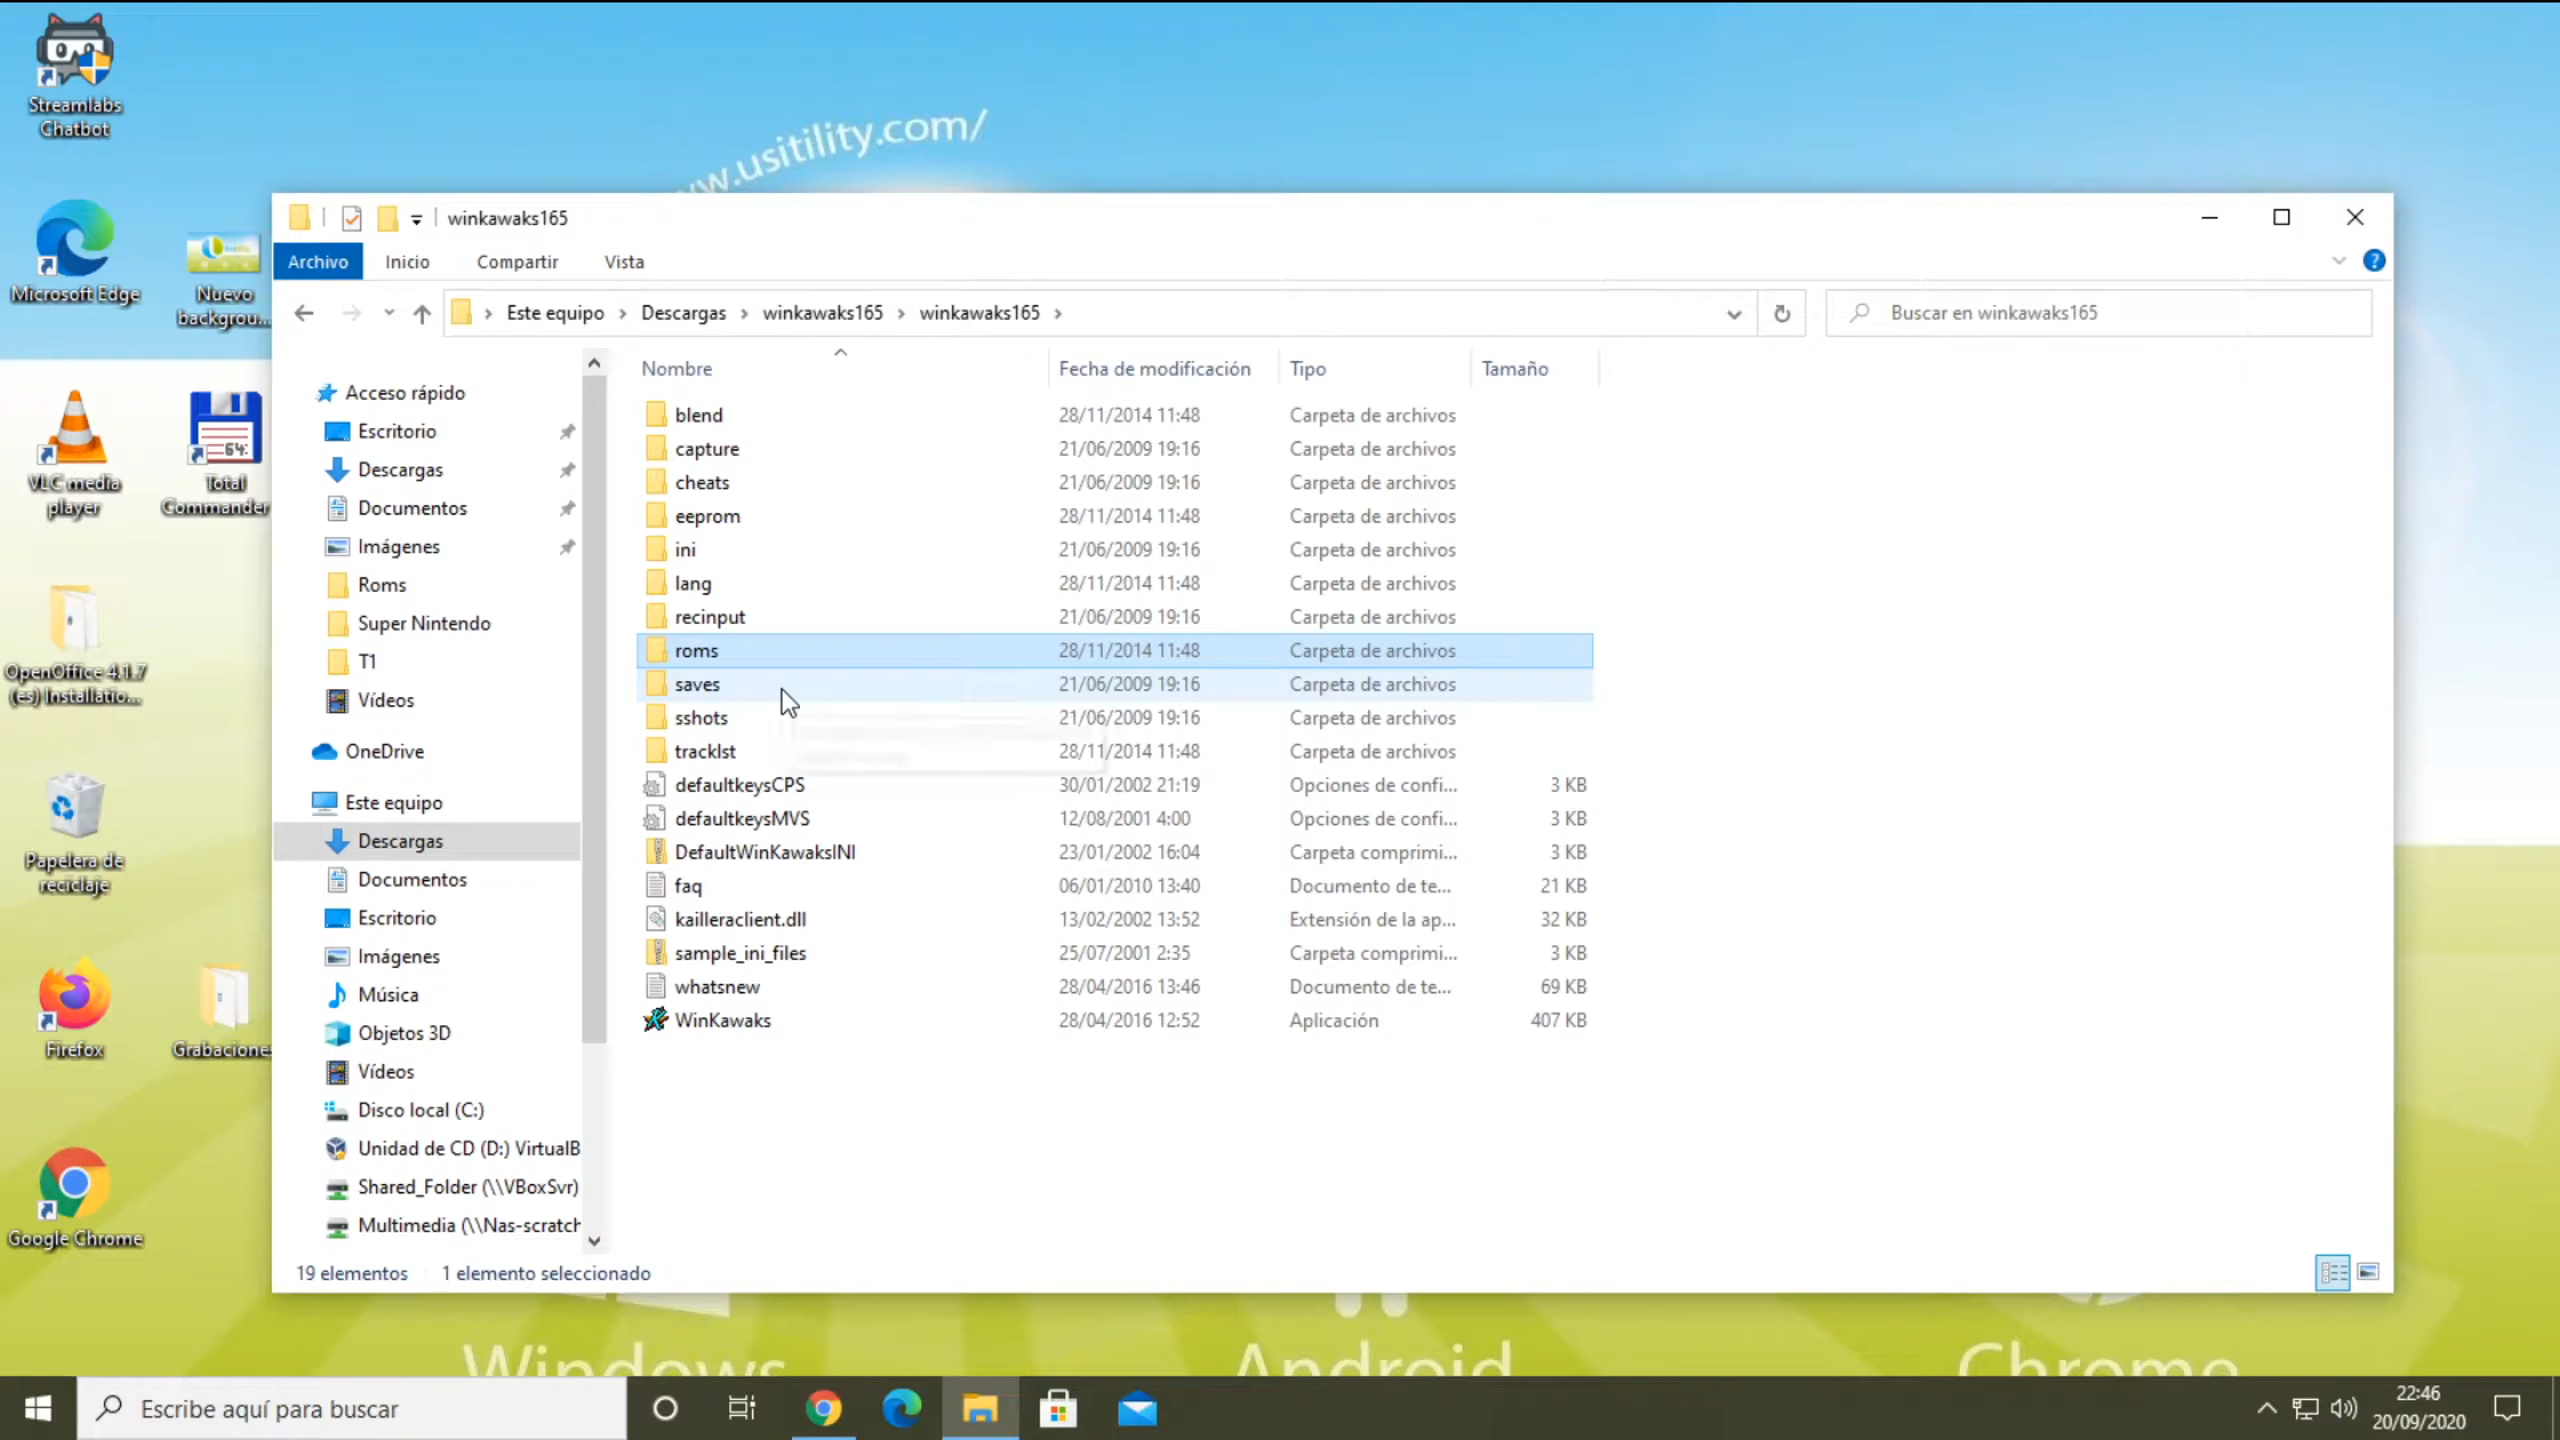 Streamlabs
Chatbot
Microsoft Edge
Nuevo
backgrou...
VLC media
player
Total
Commander
OpenOffice 4.1.7
(es) Installatio...
Papelera de
reciclaje
Firefox
Google Chrome
w.usitility.com/
winkawaks165
Archivo
Inicio
Compartir
Vista
Este equipo
Descargas
winkawaks165
winkawaks165
Buscar en winkawaks165
Acceso rápido
Escritorio
Descargas
Documentos
Imágenes
Roms
Super Nintendo
T1
Vídeos
OneDrive
Este equipo
Descargas
Documentos
Escritorio
Imágenes
Música
Objetos 3D
Vídeos
Disco local (C:)
Unidad de CD (D:) VirtualB
Shared_Folder (\\VBoxSvr)
Multimedia (\\Nas-scratch
Nombre Fecha de modificación Tipo Tamaño
blend 28/11/2014 11:48 Carpeta de archivos
capture 21/06/2009 19:16 Carpeta de archivos
cheats 21/06/2009 19:16 Carpeta de archivos
eeprom 28/11/2014 11:48 Carpeta de archivos
ini 21/06/2009 19:16 Carpeta de archivos
lang 28/11/2014 11:48 Carpeta de archivos
recinput 21/06/2009 19:16 Carpeta de archivos
roms 28/11/2014 11:48 Carpeta de archivos
saves 21/06/2009 19:16 Carpeta de archivos
sshots 21/06/2009 19:16 Carpeta de archivos
tracklst 28/11/2014 11:48 Carpeta de archivos
defaultkeysCPS 30/01/2002 21:19 Opciones de confi... 3 KB
defaultkeysMVS 12/08/2001 4:00 Opciones de confi... 3 KB
DefaultWinKawaksINI 23/01/2002 16:04 Carpeta comprimi... 3 KB
faq 06/01/2010 13:40 Documento de te... 21 KB
kailleraclient.dll 13/02/2002 13:52 Extensión de la ap... 32 KB
sample_ini_files 25/07/2001 2:35 Carpeta comprimi... 3 KB
whatsnew 28/04/2016 13:46 Documento de te... 69 KB
WinKawaks 28/04/2016 12:52 Aplicación 407 KB
19 elementos 1 elemento seleccionado
Grabaciones
Windows
Android
Chrome
Escribe aquí para buscar
22:46
20/09/2020